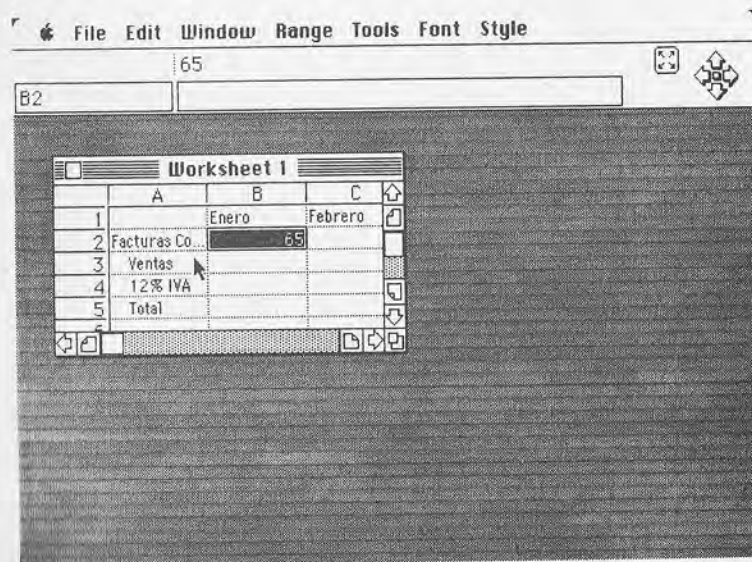 File Edit Window Range Tools Font Style
65
B2
Worksheet 1
A B C
1 Enero Febrero
2 Facturas Co... 65
3 Ventas
4 12% IVA
5 Total